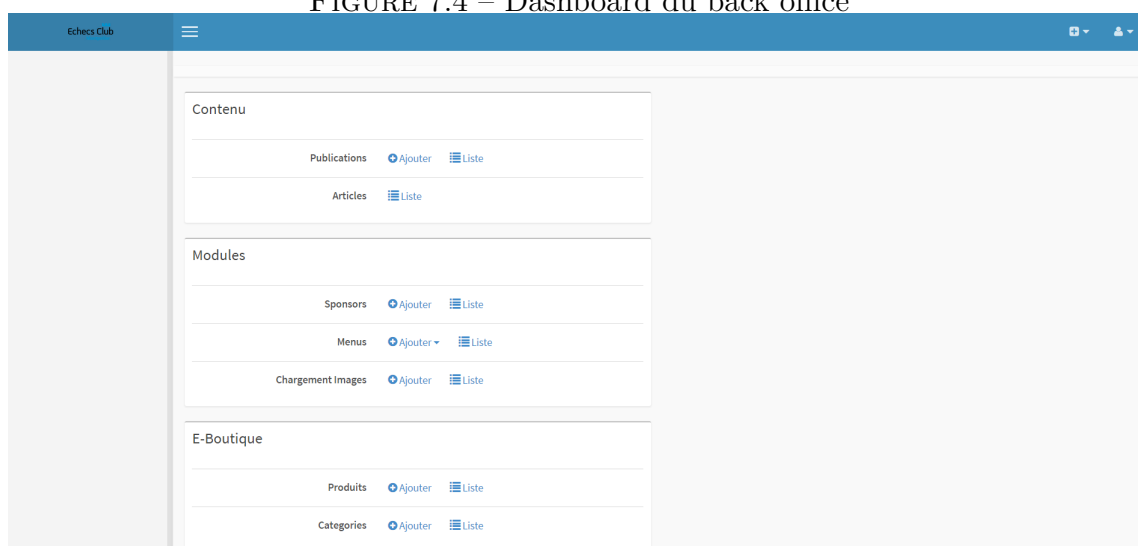 FIGURE 7.4 – Dashboard du back office
Echecs Club
Contenu
Publications Ajouter Liste
Articles Liste
Modules
Sponsors Ajouter Liste
Menus Ajouter Liste
Chargement Images Ajouter Liste
E-Boutique
Produits Ajouter Liste
Categories Ajouter Liste